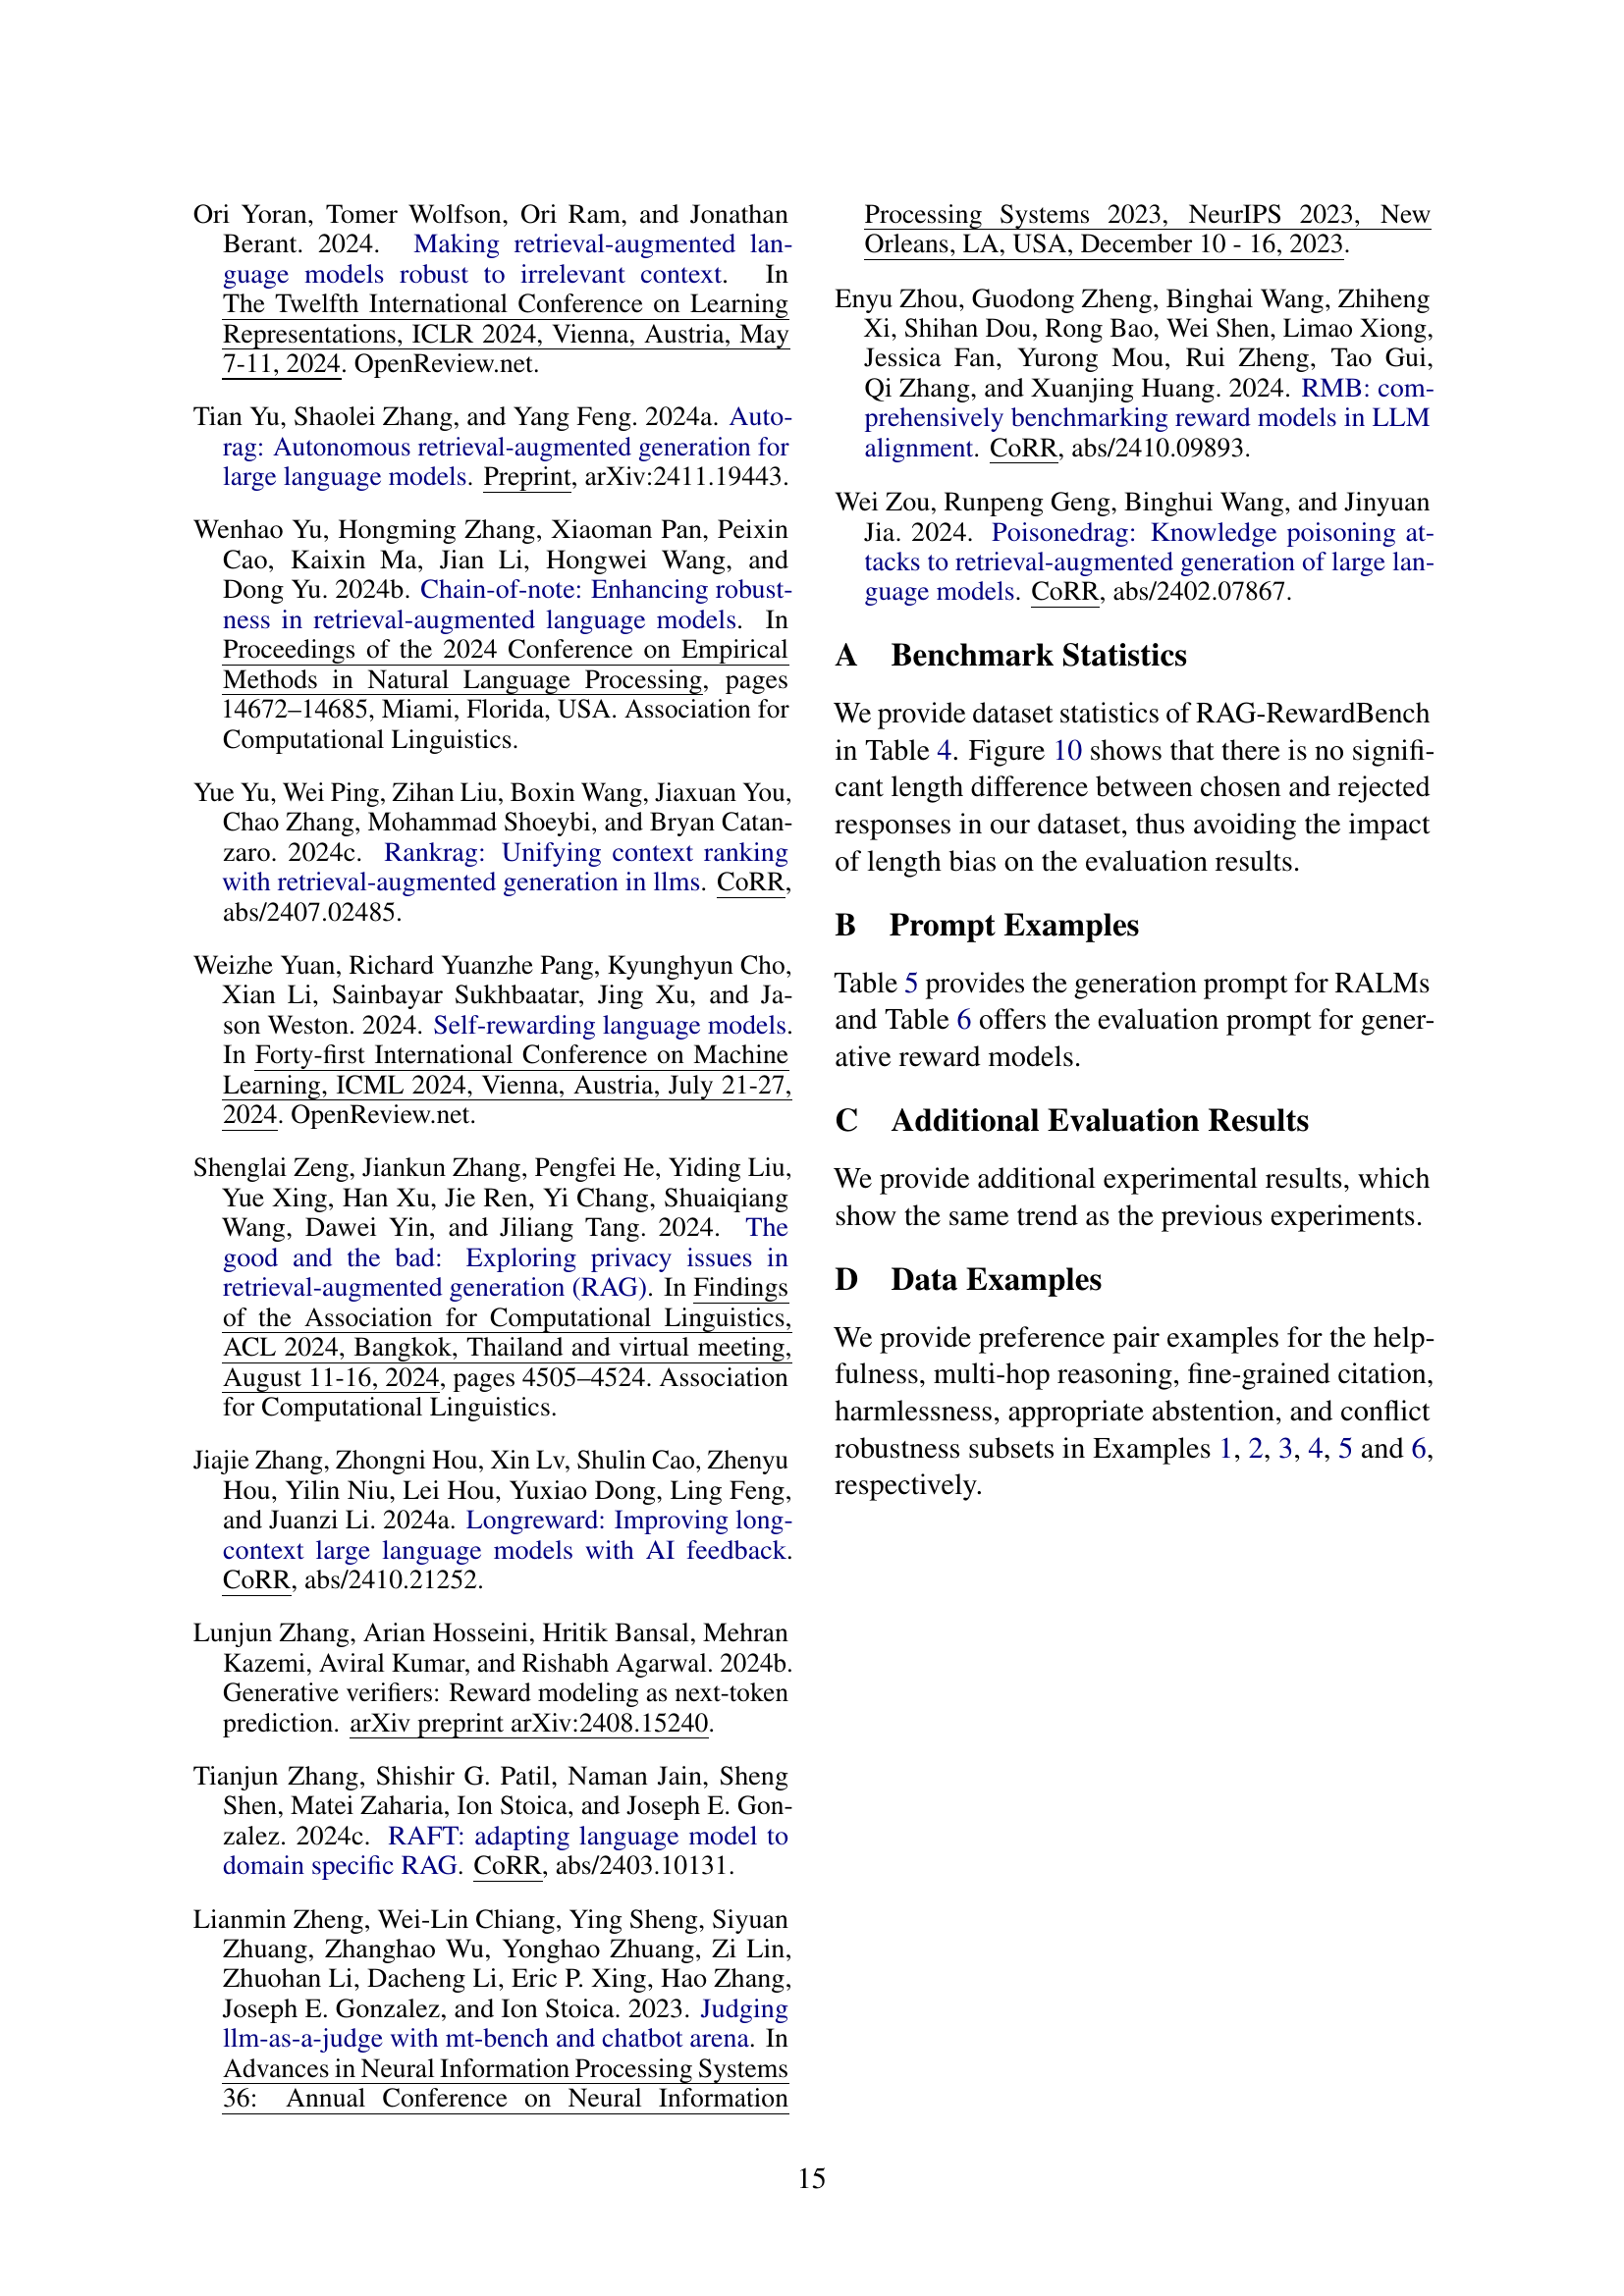 Ori Yoran, Tomer Wolfson, Ori Ram, and Jonathan
Berant. 2024. Making retrieval-augmented lan-
guage models robust to irrelevant context. In
The Twelfth International Conference on Learning
Representations, ICLR 2024, Vienna, Austria, May
7-11, 2024. OpenReview.net.
Tian Yu, Shaolei Zhang, and Yang Feng. 2024a. Auto-
rag: Autonomous retrieval-augmented generation for
large language models. Preprint, arXiv:2411.19443.
Wenhao Yu, Hongming Zhang, Xiaoman Pan, Peixin
Cao, Kaixin Ma, Jian Li, Hongwei Wang, and
Dong Yu. 2024b. Chain-of-note: Enhancing robust-
ness in retrieval-augmented language models. In
Proceedings of the 2024 Conference on Empirical
Methods in Natural Language Processing, pages
14672–14685, Miami, Florida, USA. Association for
Computational Linguistics.
Yue Yu, Wei Ping, Zihan Liu, Boxin Wang, Jiaxuan You,
Chao Zhang, Mohammad Shoeybi, and Bryan Catan-
zaro. 2024c. Rankrag: Unifying context ranking
with retrieval-augmented generation in llms. CoRR,
abs/2407.02485.
Weizhe Yuan, Richard Yuanzhe Pang, Kyunghyun Cho,
Xian Li, Sainbayar Sukhbaatar, Jing Xu, and Ja-
son Weston. 2024. Self-rewarding language models.
In Forty-first International Conference on Machine
Learning, ICML 2024, Vienna, Austria, July 21-27,
2024. OpenReview.net.
Shenglai Zeng, Jiankun Zhang, Pengfei He, Yiding Liu,
Yue Xing, Han Xu, Jie Ren, Yi Chang, Shuaiqiang
Wang, Dawei Yin, and Jiliang Tang. 2024. The
good and the bad: Exploring privacy issues in
retrieval-augmented generation (RAG). In Findings
of the Association for Computational Linguistics,
ACL 2024, Bangkok, Thailand and virtual meeting,
August 11-16, 2024, pages 4505–4524. Association
for Computational Linguistics.
Jiajie Zhang, Zhongni Hou, Xin Lv, Shulin Cao, Zhenyu
Hou, Yilin Niu, Lei Hou, Yuxiao Dong, Ling Feng,
and Juanzi Li. 2024a. Longreward: Improving long-
context large language models with AI feedback.
CoRR, abs/2410.21252.
Lunjun Zhang, Arian Hosseini, Hritik Bansal, Mehran
Kazemi, Aviral Kumar, and Rishabh Agarwal. 2024b.
Generative verifiers: Reward modeling as next-token
prediction. arXiv preprint arXiv:2408.15240.
Tianjun Zhang, Shishir G. Patil, Naman Jain, Sheng
Shen, Matei Zaharia, Ion Stoica, and Joseph E. Gon-
zalez. 2024c. RAFT: adapting language model to
domain specific RAG. CoRR, abs/2403.10131.
Lianmin Zheng, Wei-Lin Chiang, Ying Sheng, Siyuan
Zhuang, Zhanghao Wu, Yonghao Zhuang, Zi Lin,
Zhuohan Li, Dacheng Li, Eric P. Xing, Hao Zhang,
Joseph E. Gonzalez, and Ion Stoica. 2023. Judging
llm-as-a-judge with mt-bench and chatbot arena. In
Advances in Neural Information Processing Systems
36: Annual Conference on Neural Information
Processing Systems 2023, NeurIPS 2023, New
Orleans, LA, USA, December 10 - 16, 2023.
Enyu Zhou, Guodong Zheng, Binghai Wang, Zhiheng
Xi, Shihan Dou, Rong Bao, Wei Shen, Limao Xiong,
Jessica Fan, Yurong Mou, Rui Zheng, Tao Gui,
Qi Zhang, and Xuanjing Huang. 2024. RMB: com-
prehensively benchmarking reward models in LLM
alignment. CoRR, abs/2410.09893.
Wei Zou, Runpeng Geng, Binghui Wang, and Jinyuan
Jia. 2024. Poisonedrag: Knowledge poisoning at-
tacks to retrieval-augmented generation of large lan-
guage models. CoRR, abs/2402.07867.
A Benchmark Statistics
We provide dataset statistics of RAG-RewardBench
in Table 4. Figure 10 shows that there is no signifi-
cant length difference between chosen and rejected
responses in our dataset, thus avoiding the impact
of length bias on the evaluation results.
B Prompt Examples
Table 5 provides the generation prompt for RALMs
and Table 6 offers the evaluation prompt for gener-
ative reward models.
C Additional Evaluation Results
We provide additional experimental results, which
show the same trend as the previous experiments.
D Data Examples
We provide preference pair examples for the help-
fulness, multi-hop reasoning, fine-grained citation,
harmlessness, appropriate abstention, and conflict
robustness subsets in Examples 1, 2, 3, 4, 5 and 6,
respectively.
15